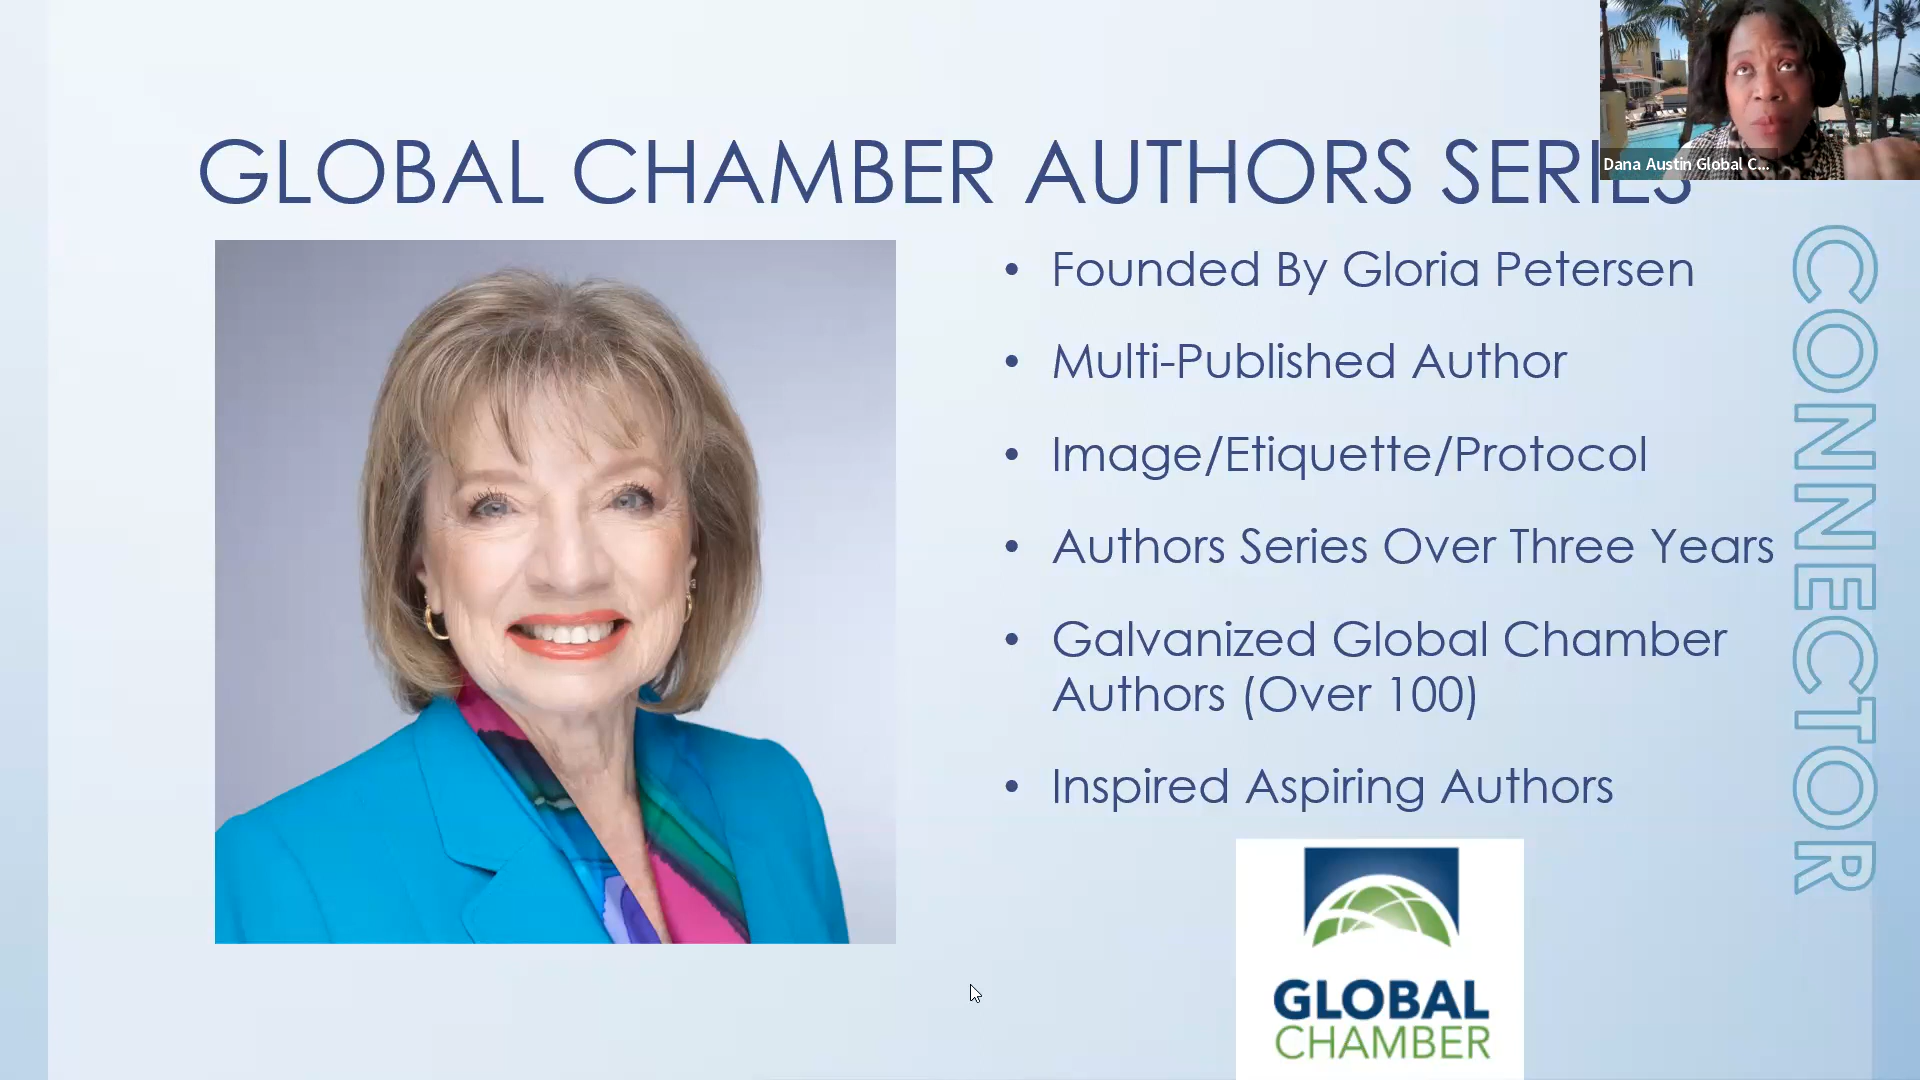 GLOBAL CHAMBER AUTHORS SERIES
Dana Austin Global C...
• Founded By Gloria Petersen
• Multi-Published Author
• Image/Etiquette/Protocol
• Authors Series Over Three Years
• Galvanized Global Chamber
Authors (Over 100)
• Inspired Aspiring Authors
CONNECTOR
GLOBAL
CHAMBER